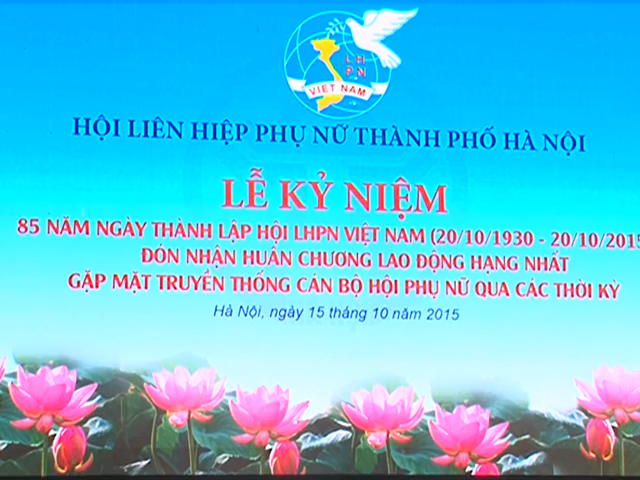 LH
PN
VIỆT NAM
HỘI LIÊN HIỆP PHỤ NỮ THÀNH PHỐ HÀ NỘI
LỄ KỶ NIỆM
85 NĂM NGÀY THÀNH LẬP HỘI LHPN VIỆT NAM (20/10/1930 - 20/10/2015
ĐÓN NHẬN HUÂN CHƯƠNG LAO ĐỘNG HẠNG NHẤT
GẶP MẶT TRUYỀN THỐNG CÁN BỘ HỘI PHỤ NỮ QUA CÁC THỜI KỲ
Hà Nội, ngày 15 tháng 10 năm 2015